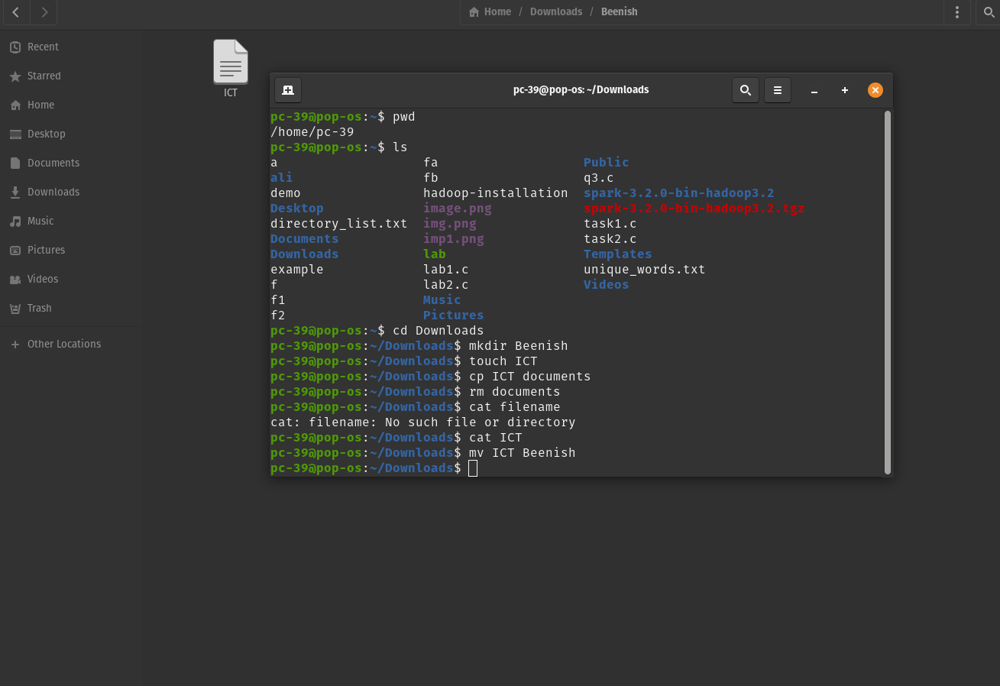 Home / Downloads / Beenish
Recent
Starred
Home
Desktop
Documents
Downloads
Music
Pictures
Videos
Trash
+ Other Locations
ICT
pc-39@pop-os: ~/Downloads
pc-39@pop-os:~$ pwd
/home/pc-39
pc-39@pop-os:~$ ls
a fa Public
ali fb q3.c
demo hadoop-installation spark-3.2.0-bin-hadoop3.2
Desktop image.png spark-3.2.0-bin-hadoop3.2.tgz
directory_list.txt img.png task1.c
Documents imp1.png task2.c
Downloads lab Templates
example lab1.c unique_words.txt
f lab2.c Videos
f1 Music
f2 Pictures
pc-39@pop-os:~$ cd Downloads
pc-39@pop-os:~/Downloads$ mkdir Beenish
pc-39@pop-os:~/Downloads$ touch ICT
pc-39@pop-os:~/Downloads$ cp ICT documents
pc-39@pop-os:~/Downloads$ rm documents
pc-39@pop-os:~/Downloads$ cat filename
cat: filename: No such file or directory
pc-39@pop-os:~/Downloads$ cat ICT
pc-39@pop-os:~/Downloads$ mv ICT Beenish
pc-39@pop-os:~/Downloads$